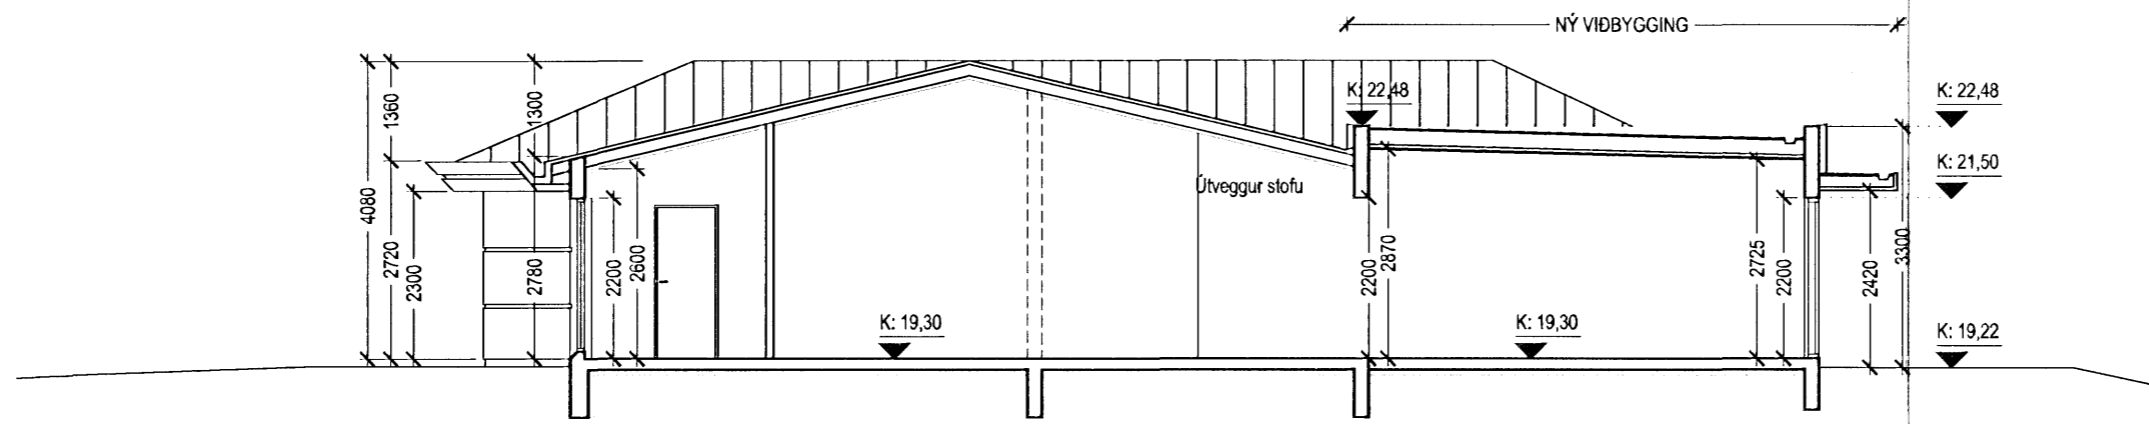 NÝ VIÐBYGGING
K: 22,48
K: 22,48
1360
1300
K: 21,50
Útveggur stofu
4080
2720
2300
2780
2200
2600
2200
2870
2725
2200
2420
3300
K: 19,30
K: 19,30
K: 19,22